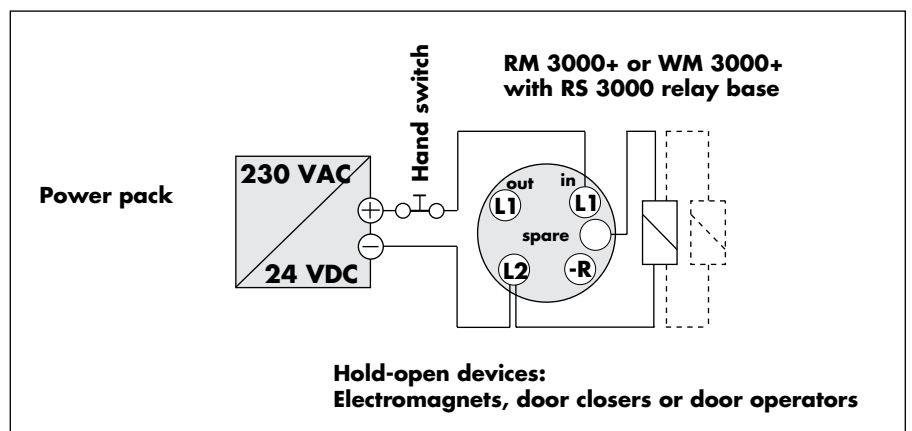 Hand switch
RM 3000+ or WM 3000+
with RS 3000 relay base
Power pack
230 VAC
24 VDC
+
−
out
in
L1
L1
spare
L2
-R
Hold-open devices:
Electromagnets, door closers or door operators